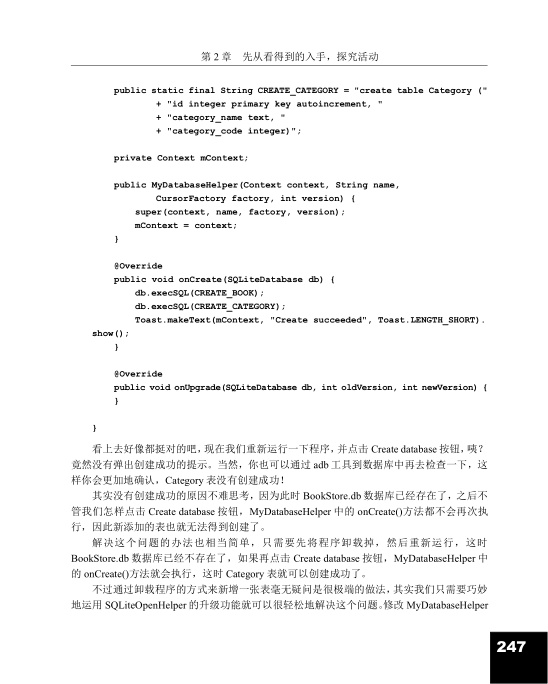 第 2 章 先从看得到的入手，探究活动
public static final String CREATE_CATEGORY = "create table Category ("
+ "id integer primary key autoincrement, "
+ "category_name text, "
+ "category_code integer)";
private Context mContext;
public MyDatabaseHelper(Context context, String name,
CursorFactory factory, int version) {
super(context, name, factory, version);
mContext = context;
}
@Override
public void onCreate(SQLiteDatabase db) {
db.execSQL(CREATE_BOOK);
db.execSQL(CREATE_CATEGORY);
Toast.makeText(mContext, "Create succeeded", Toast.LENGTH_SHORT).
show();
}
@Override
public void onUpgrade(SQLiteDatabase db, int oldVersion, int newVersion) {
}
}
看上去好像都挺对的吧，现在我们重新运行一下程序，并点击 Create database 按钮，咦？
竟然没有弹出创建成功的提示。当然，你也可以通过 adb 工具到数据库中再去检查一下，这
样你会更加地确认，Category 表没有创建成功！
其实没有创建成功的原因不难思考，因为此时 BookStore.db 数据库已经存在了，之后不
管我们怎样点击 Create database 按钮，MyDatabaseHelper 中的 onCreate()方法都不会再次执
行，因此新添加的表也就无法得到创建了。
解决这个问题的办法也相当简单，只需要先将程序卸载掉，然后重新运行，这时
BookStore.db 数据库已经不存在了，如果再点击 Create database 按钮，MyDatabaseHelper 中
的 onCreate()方法就会执行，这时 Category 表就可以创建成功了。
不过通过卸载程序的方式来新增一张表毫无疑问是很极端的做法，其实我们只需要巧妙
地运用 SQLiteOpenHelper 的升级功能就可以很轻松地解决这个问题。修改 MyDatabaseHelper
247